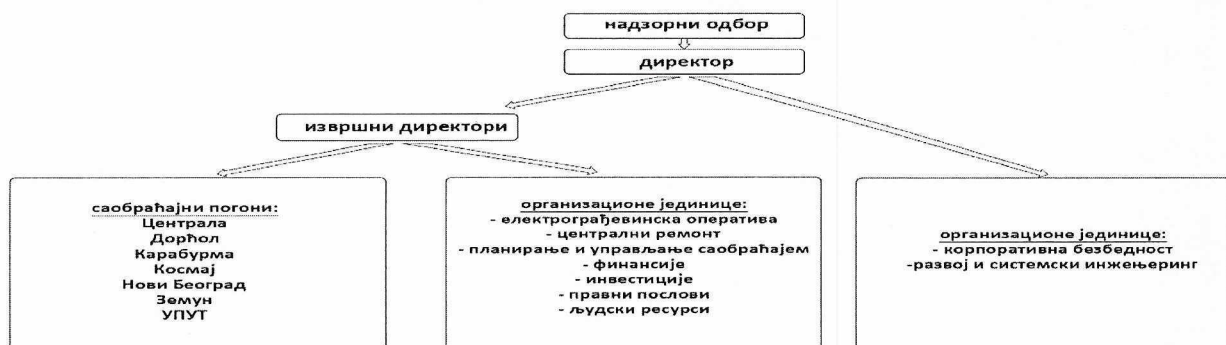 надзорни одбор
директор
извршни директори
саобраћајни погони:
Централа
Дорћол
Карабурма
Космај
Нови Београд
Земун
УПУТ
организационе јединице:
- електрограђевинска оператива
- централни ремонт
- планирање и управљање саобраћајем
- финансије
- инвестиције
- правни послови
- људски ресурси
организационе јединице:
- корпоративна безбедност
-развој и системски инжењеринг